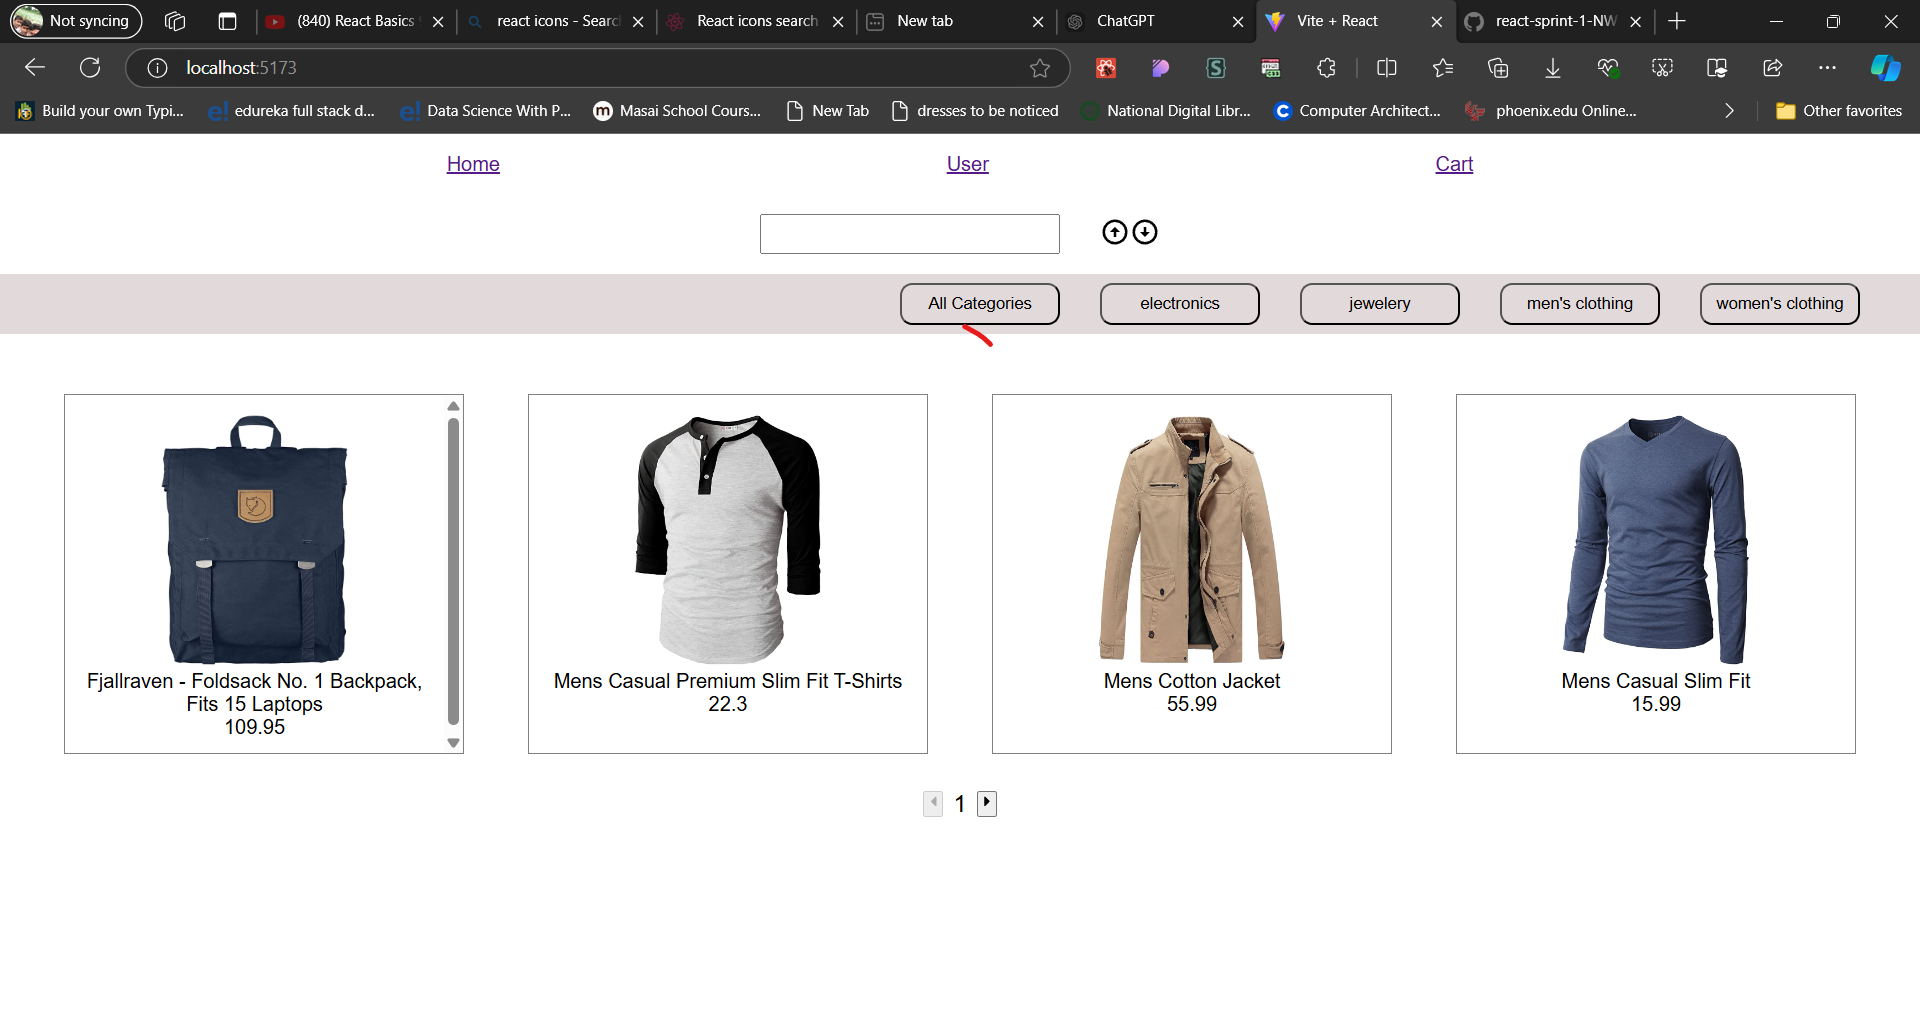 Not syncing
(840) React Basics
react icons - Searc
React icons search
New tab
ChatGPT
Vite + React
react-sprint-1-NW
localhost:5173
Build your own Typi...
edureka full stack d...
Data Science With P...
Masai School Cours...
New Tab
dresses to be noticed
National Digital Libr...
Computer Architect...
phoenix.edu Online...
Other favorites
Home
User
Cart
All Categories
electronics
jewelery
men's clothing
women's clothing
Fjallraven - Foldsack No. 1 Backpack,
Fits 15 Laptops
109.95
Mens Casual Premium Slim Fit T-Shirts
22.3
Mens Cotton Jacket
55.99
Mens Casual Slim Fit
15.99
1